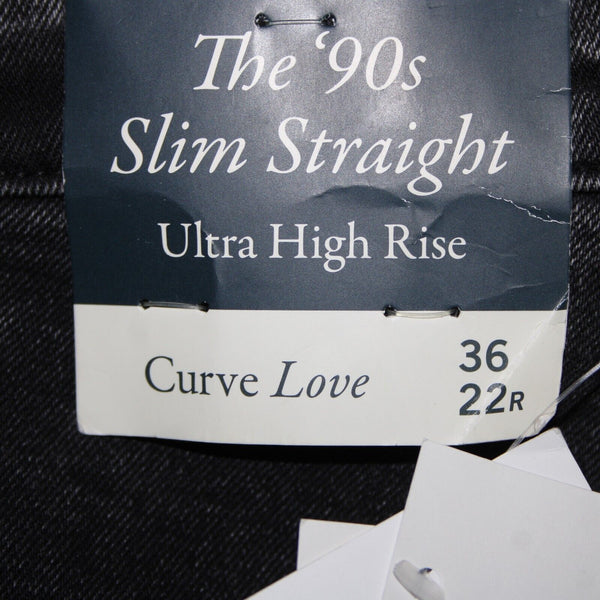 The ‘90s
Slim Straight
Ultra High Rise
Curve Love
36
22R